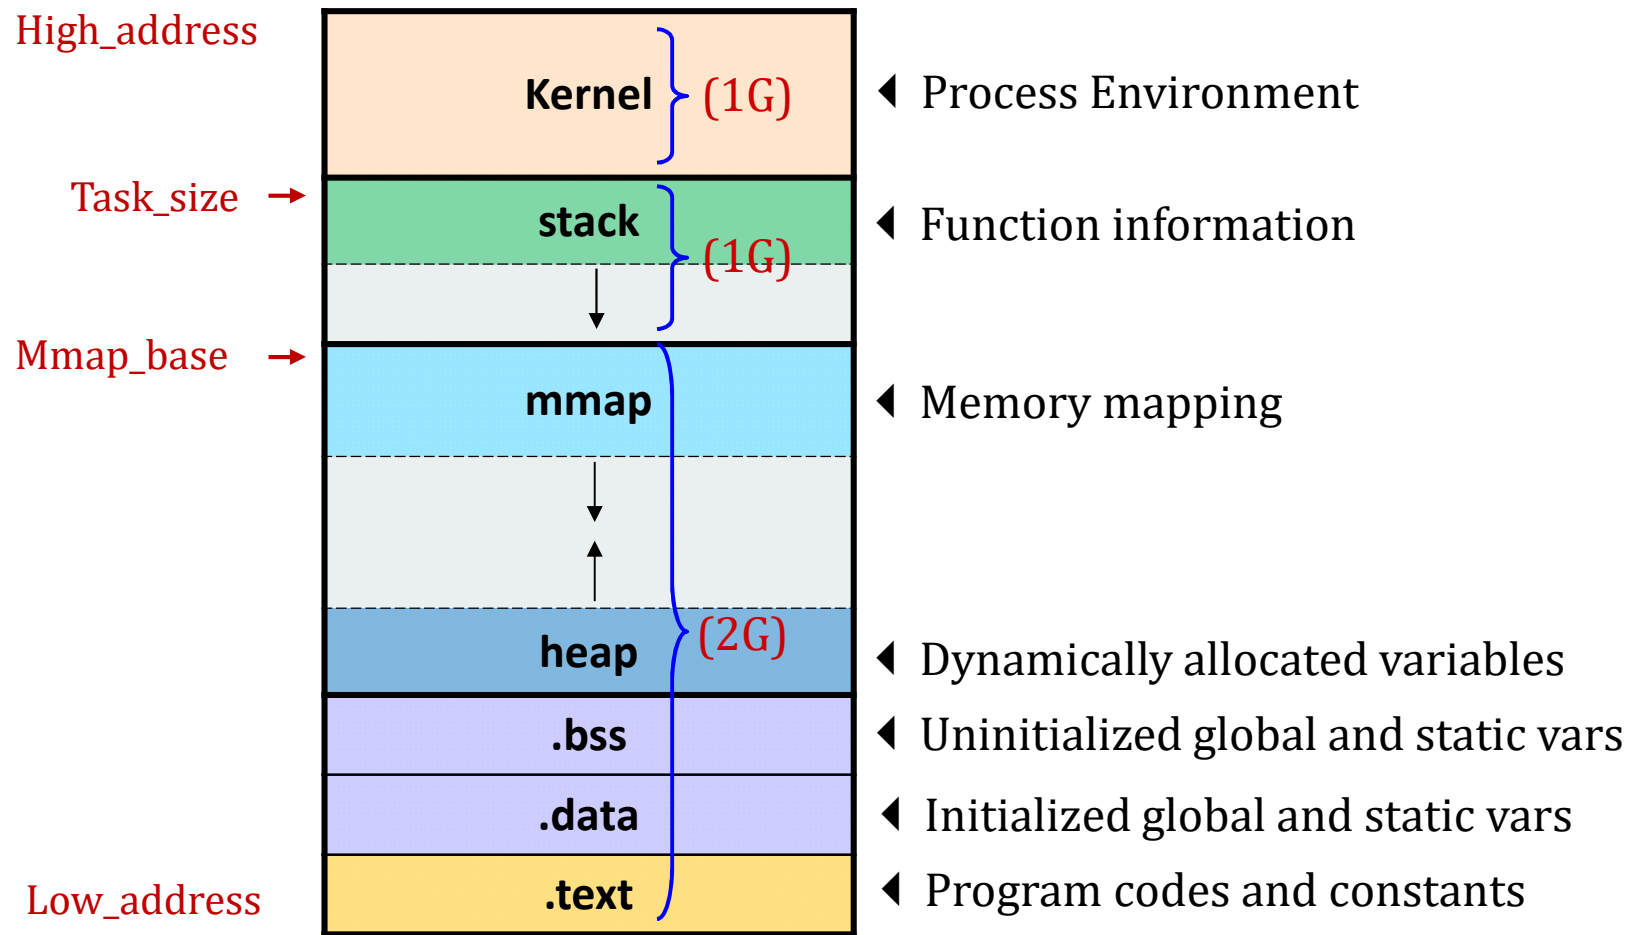 High_address
Kernel (1G) Process Environment
Task_size
stack (1G) Function information
Mmap_base
mmap Memory mapping
heap (2G) Dynamically allocated variables
.bss Uninitialized global and static vars
.data Initialized global and static vars
Low_address .text Program codes and constants